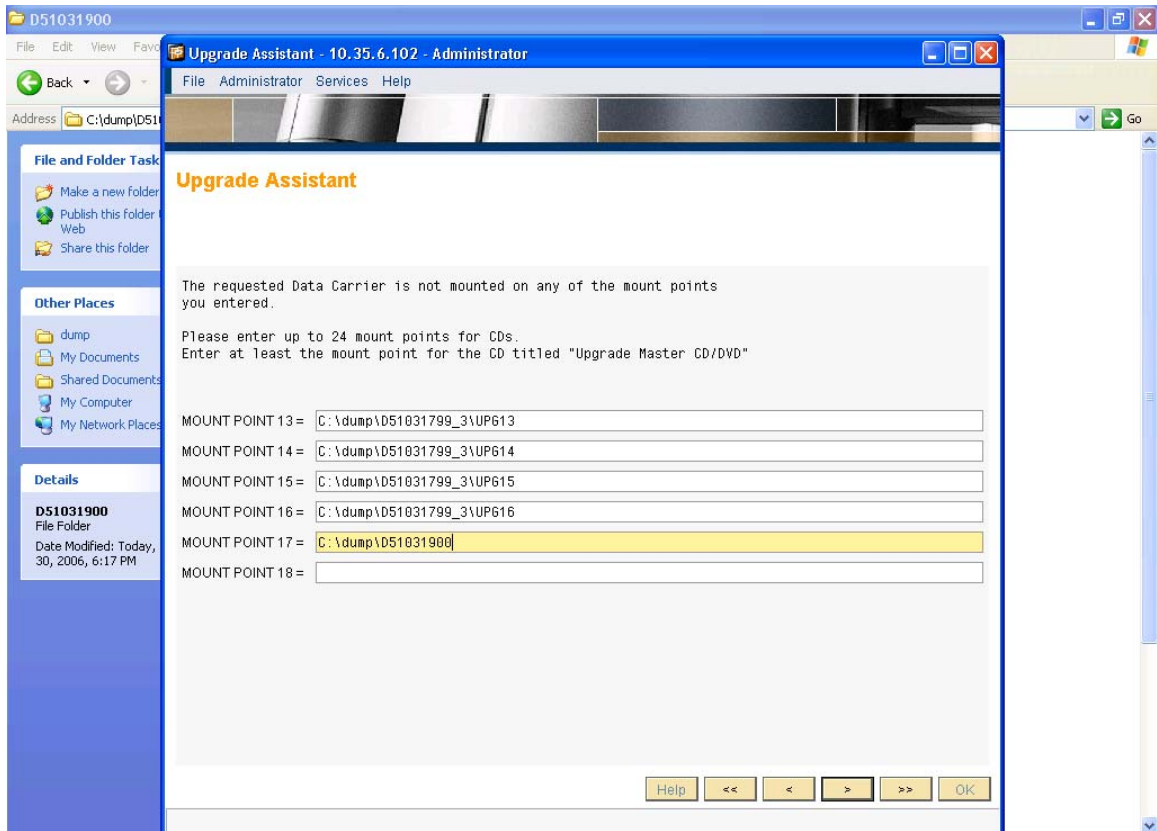 D51031900
File Edit View Favo
Back
Address C:\dump\D510
Go
File and Folder Task
Make a new folder
Publish this folder
Web
Share this folder
Other Places
dump
My Documents
Shared Documents
My Computer
My Network Places
Details
D51031900
File Folder
Date Modified: Today,
30, 2006, 6:17 PM
Upgrade Assistant - 10.35.6.102 - Administrator
File Administrator Services Help
Upgrade Assistant
The requested Data Carrier is not mounted on any of the mount points
you entered.
Please enter up to 24 mount points for CDs.
Enter at least the mount point for the CD titled "Upgrade Master CD/DVD"
MOUNT POINT 13 = C:\dump\D51031799_3\UPG13
MOUNT POINT 14 = C:\dump\D51031799_3\UPG14
MOUNT POINT 15 = C:\dump\D51031799_3\UPG15
MOUNT POINT 16 = C:\dump\D51031799_3\UPG16
MOUNT POINT 17 = C:\dump\D51031900
MOUNT POINT 18 =
Help << < > >> OK